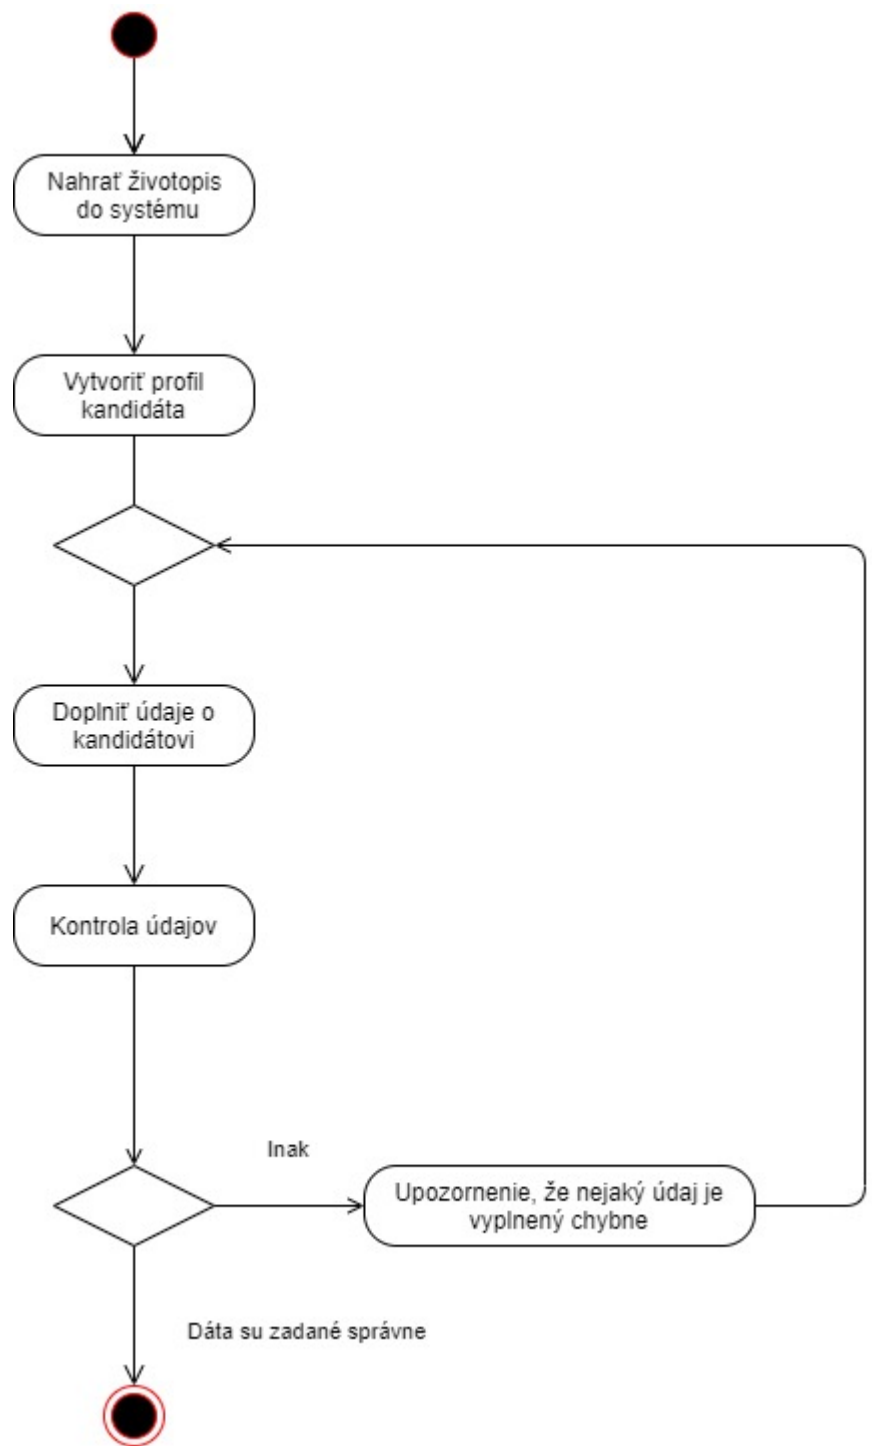 Nahrať životopis
do systému
Vytvoriť profil
kandidáta
Doplniť údaje o
kandidátovi
Kontrola údajov
Inak
Upozornenie, že nejaký údaj je
vyplnený chybne
Dáta su zadané správne